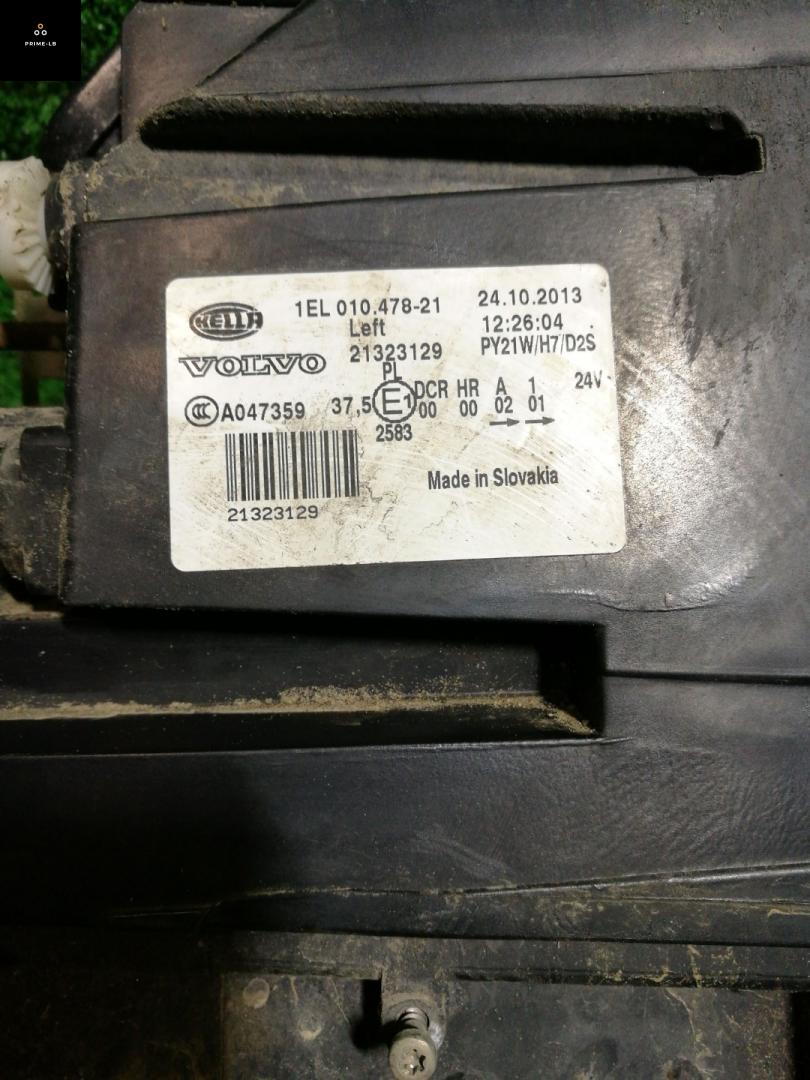 PRIME-LB
HELLA 1EL 010.478-21 24.10.2013
Left 12:26:04
VOLVO 21323129 PY21W/H7/D2S
PL
CCC A047359 37,5 E1 DCR HR A 1 24V
00 00 02 01
2583
Made in Slovakia
21323129